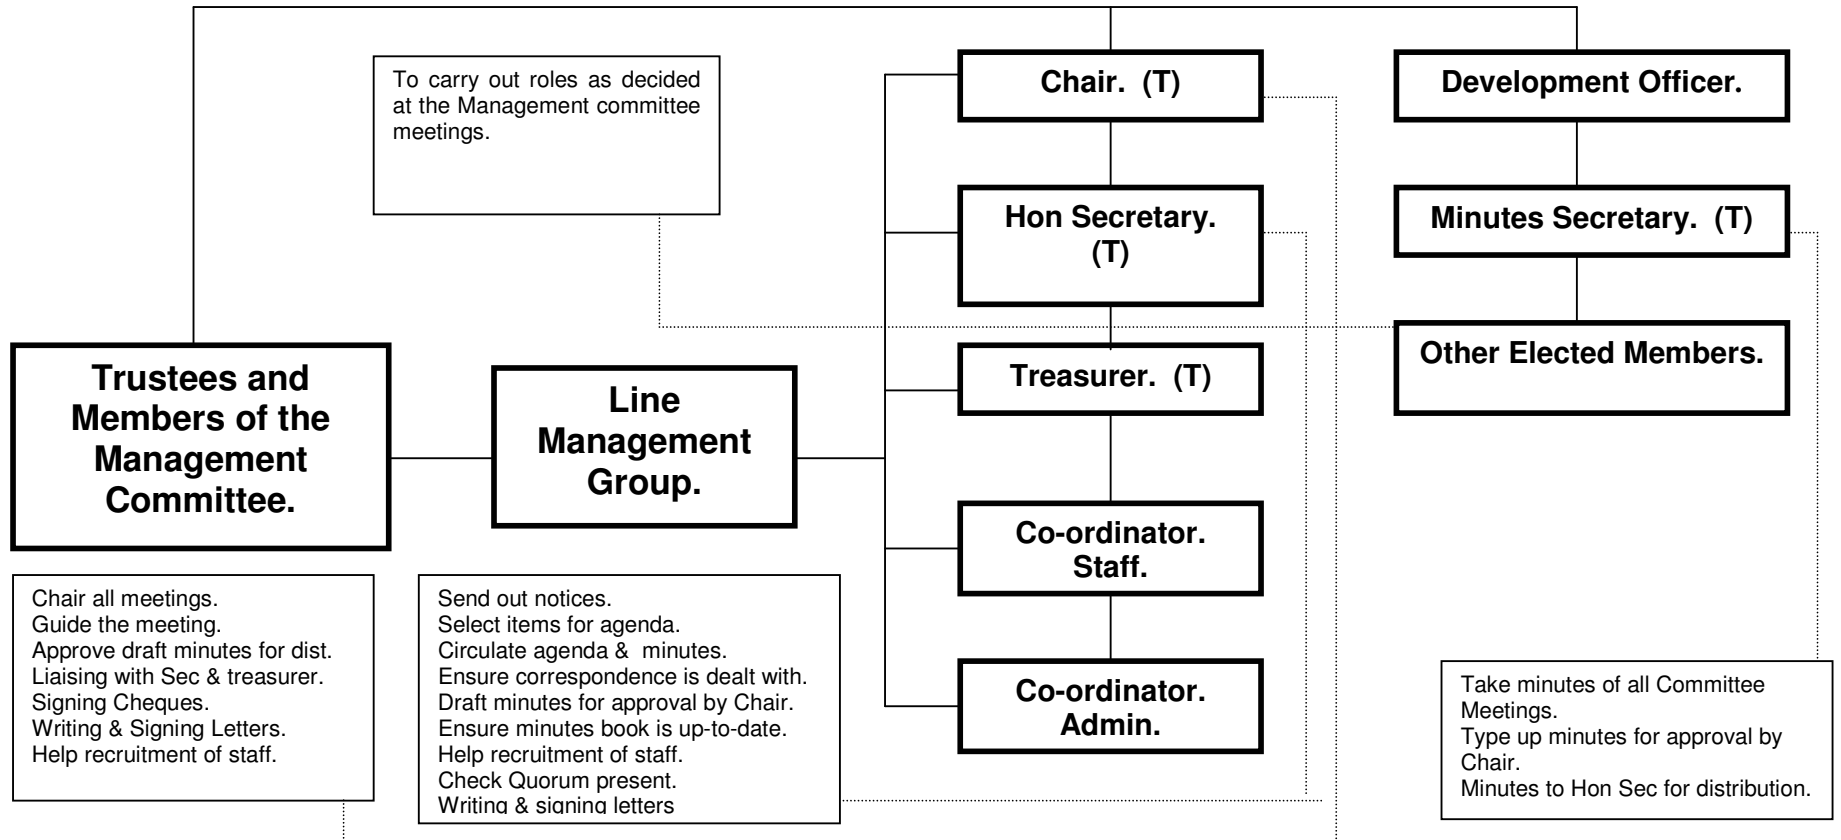 To carry out roles as decided
at the Management committee
meetings.
Chair. (T)
Development Officer.
Hon Secretary.
(T)
Minutes Secretary. (T)
Trustees and
Members of the
Management
Committee.
Line
Management
Group.
Treasurer. (T)
Other Elected Members.
Co-ordinator.
Staff.
Co-ordinator.
Admin.
Chair all meetings.
Guide the meeting.
Approve draft minutes for dist.
Liaising with Sec & treasurer.
Signing Cheques.
Writing & Signing Letters.
Help recruitment of staff.
Send out notices.
Select items for agenda.
Circulate agenda & minutes.
Ensure correspondence is dealt with.
Draft minutes for approval by Chair.
Ensure minutes book is up-to-date.
Help recruitment of staff.
Check Quorum present.
Writing & signing letters
Take minutes of all Committee
Meetings.
Type up minutes for approval by
Chair.
Minutes to Hon Sec for distribution.